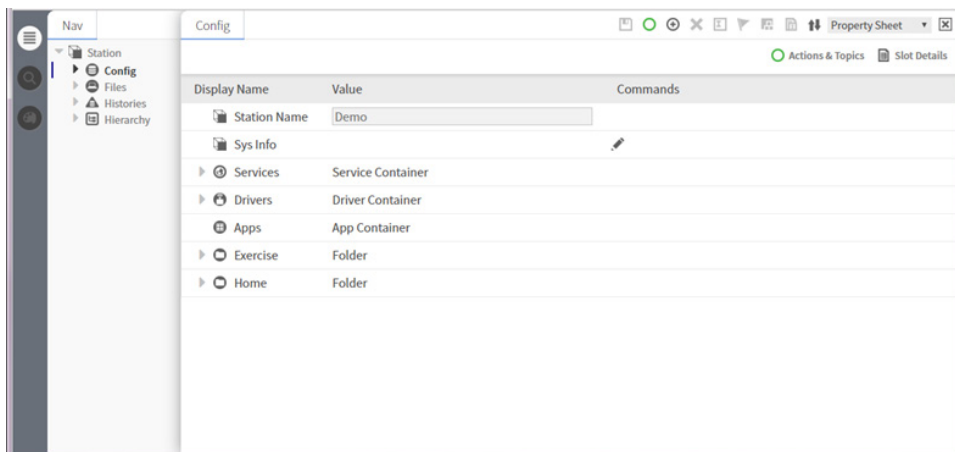 Nav
Station
Config
Files
Histories
Hierarchy
Config
Property Sheet
Actions & Topics Slot Details
Display Name Value Commands
Station Name Demo
Sys Info
Services Service Container
Drivers Driver Container
Apps App Container
Exercise Folder
Home Folder